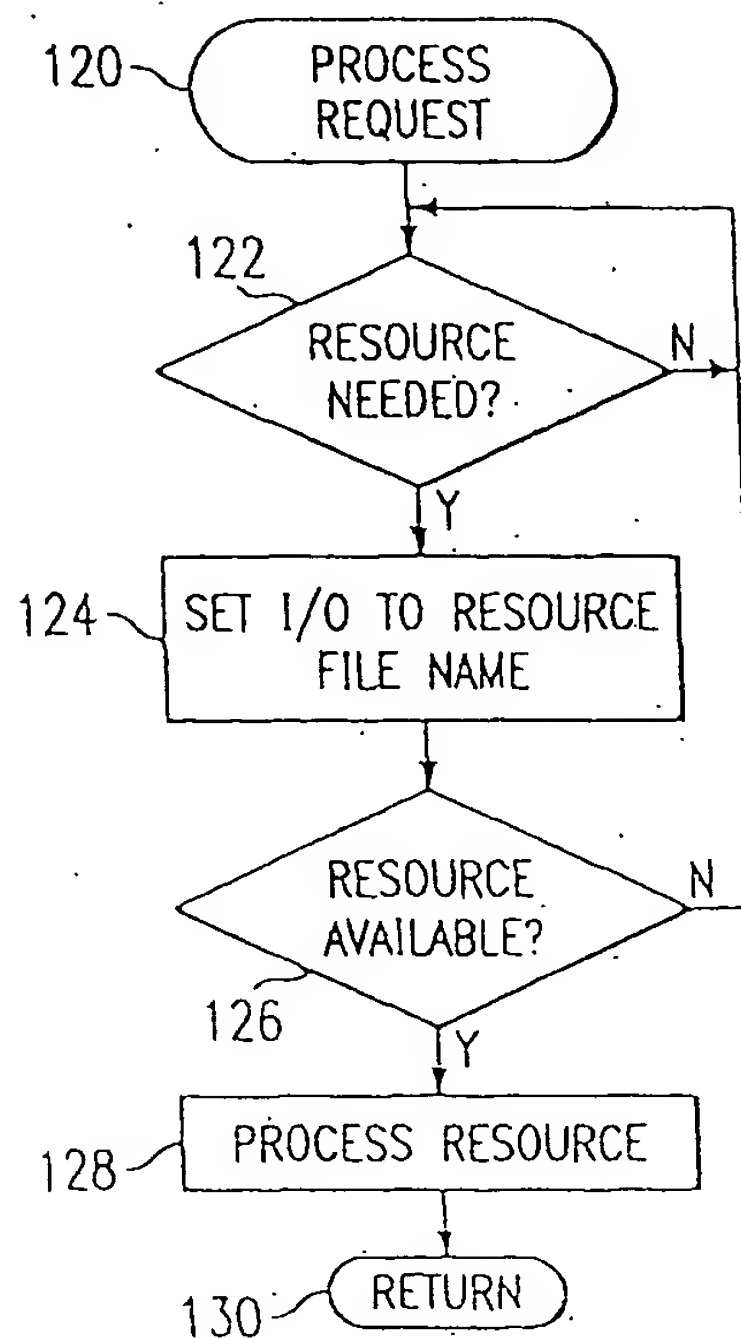 120
PROCESS
REQUEST
122
RESOURCE
NEEDED?
N
Y
124
SET I/O TO RESOURCE
FILE NAME
RESOURCE
AVAILABLE?
N
126
Y
128
PROCESS RESOURCE
130
RETURN